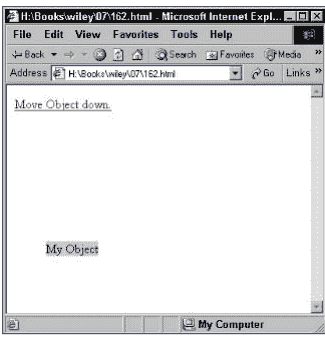 H:\Books\wiley\07\162.html - Microsoft Internet Expl...
File Edit View Favorites Tools Help
Back Search Favorites Media »
Address H:\Books\wiley\07\162.html Go Links »
Move Object down.
My Object
My Computer